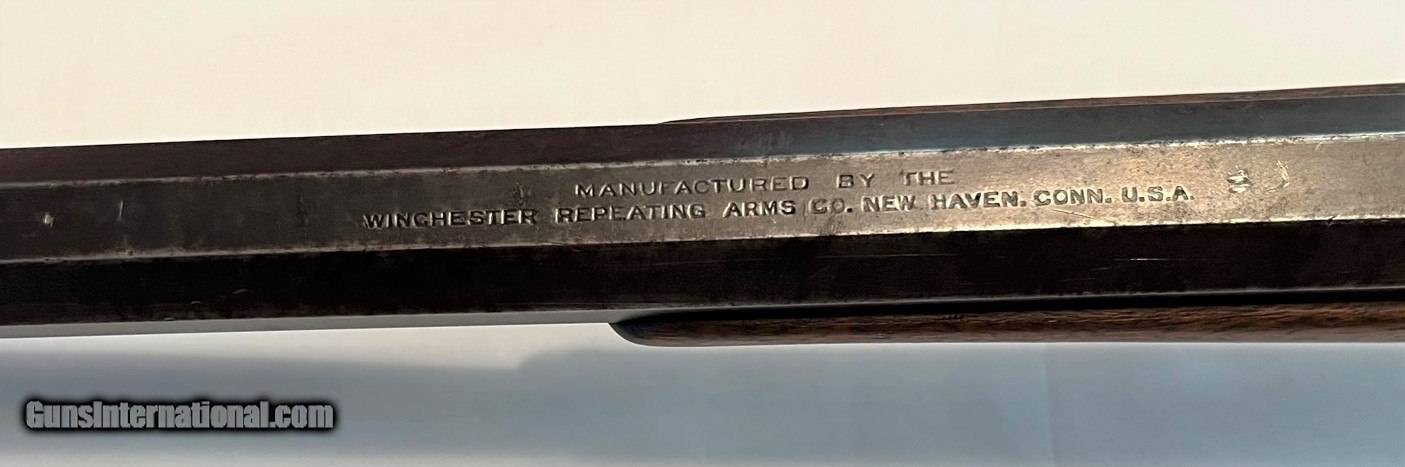 MANUFACTURED BY THE
WINCHESTER REPEATING ARMS CO. NEW HAVEN. CONN. U.S.A.
GunsInternational.com